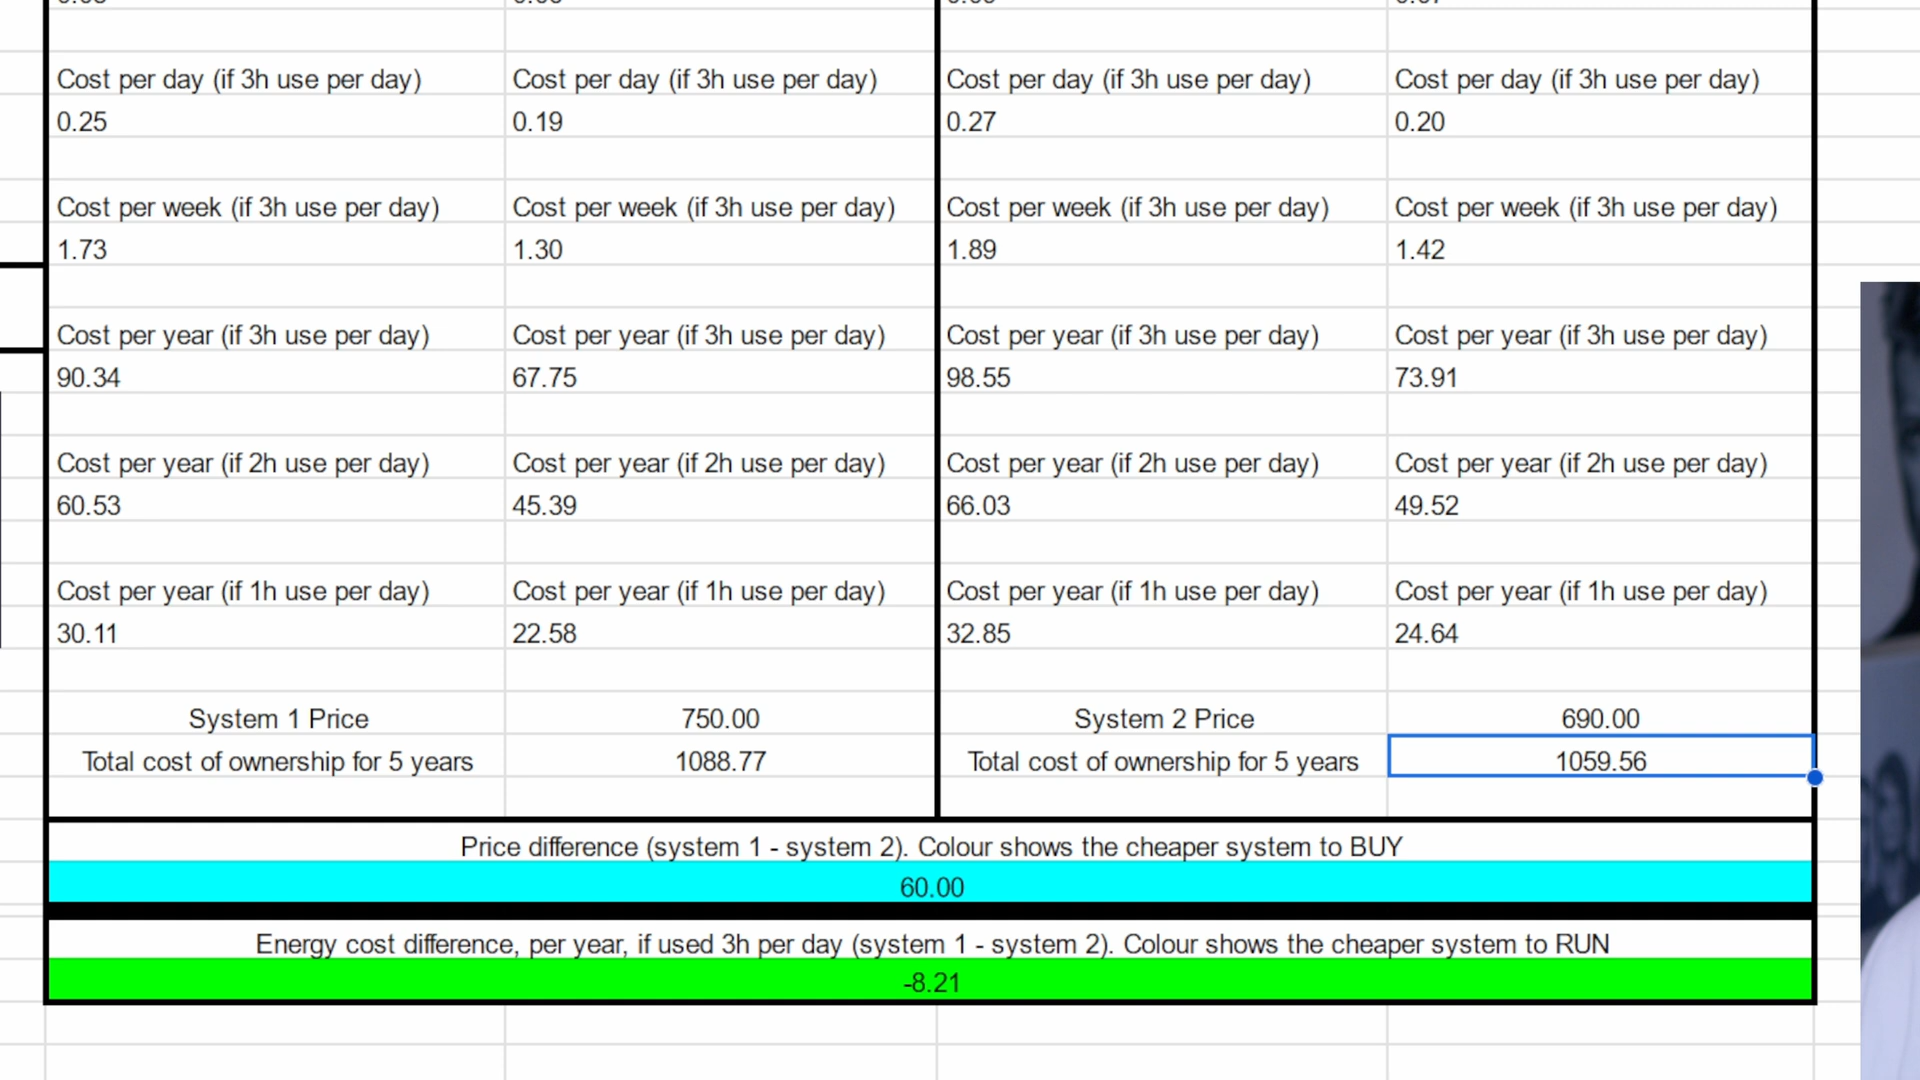 Cost per day (if 3h use per day) Cost per day (if 3h use per day) Cost per day (if 3h use per day) Cost per day (if 3h use per day)
0.25 0.19 0.27 0.20
Cost per week (if 3h use per day) Cost per week (if 3h use per day) Cost per week (if 3h use per day) Cost per week (if 3h use per day)
1.73 1.30 1.89 1.42
Cost per year (if 3h use per day) Cost per year (if 3h use per day) Cost per year (if 3h use per day) Cost per year (if 3h use per day)
90.34 67.75 98.55 73.91
Cost per year (if 2h use per day) Cost per year (if 2h use per day) Cost per year (if 2h use per day) Cost per year (if 2h use per day)
60.53 45.39 66.03 49.52
Cost per year (if 1h use per day) Cost per year (if 1h use per day) Cost per year (if 1h use per day) Cost per year (if 1h use per day)
30.11 22.58 32.85 24.64
System 1 Price 750.00 System 2 Price 690.00
Total cost of ownership for 5 years 1088.77 Total cost of ownership for 5 years 1059.56
Price difference (system 1 - system 2). Colour shows the cheaper system to BUY
60.00
Energy cost difference, per year, if used 3h per day (system 1 - system 2). Colour shows the cheaper system to RUN
-8.21